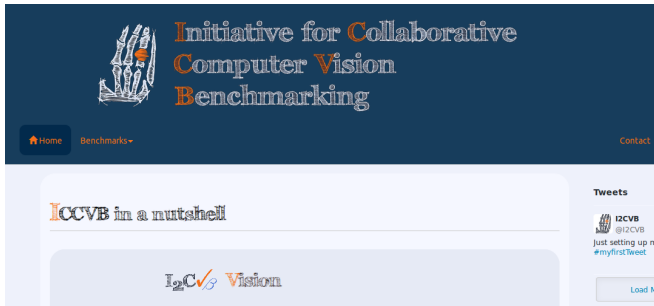 Initiative for Collaborative
Computer Vision
Benchmarking
Home Benchmarks Contact
ICCVB in a nutshell
I2C✓B Vision
Tweets
I2CVB
@I2CVB
Just setting up
#myfirstTweet
Load